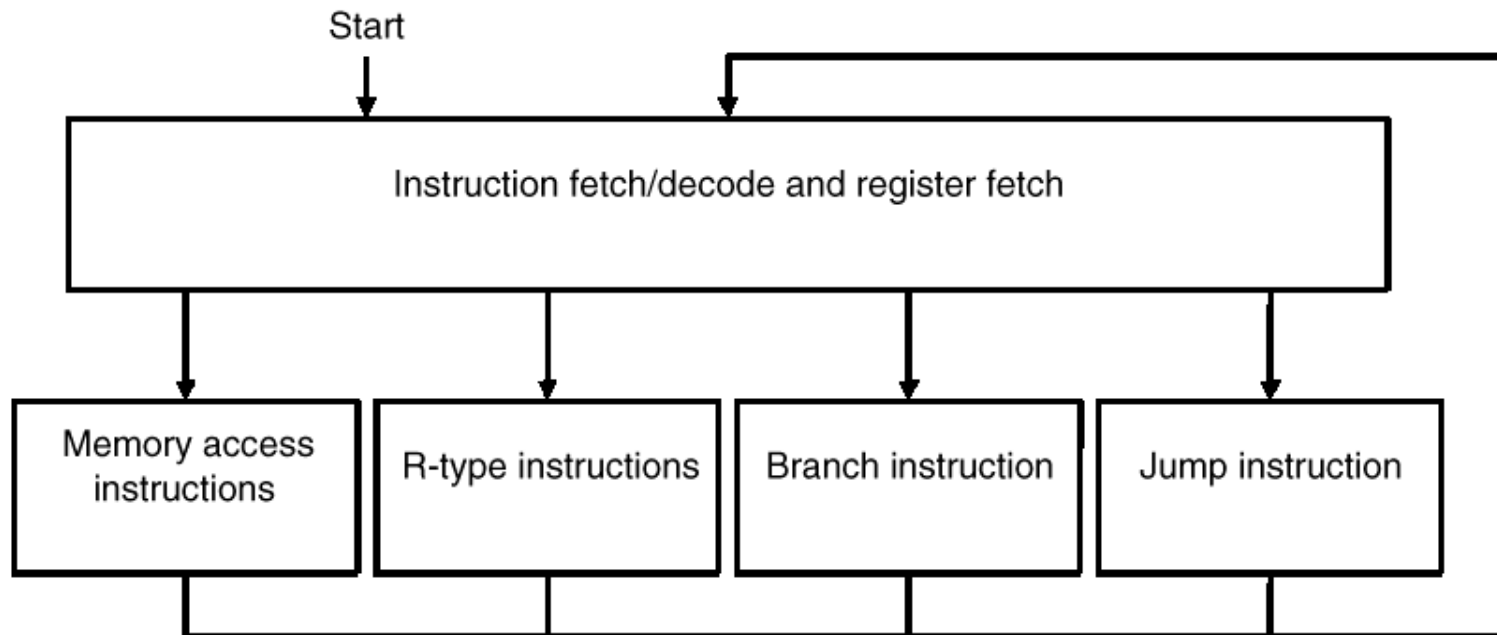 Start
Instruction fetch/decode and register fetch
Memory access
instructions
R-type instructions
Branch instruction
Jump instruction